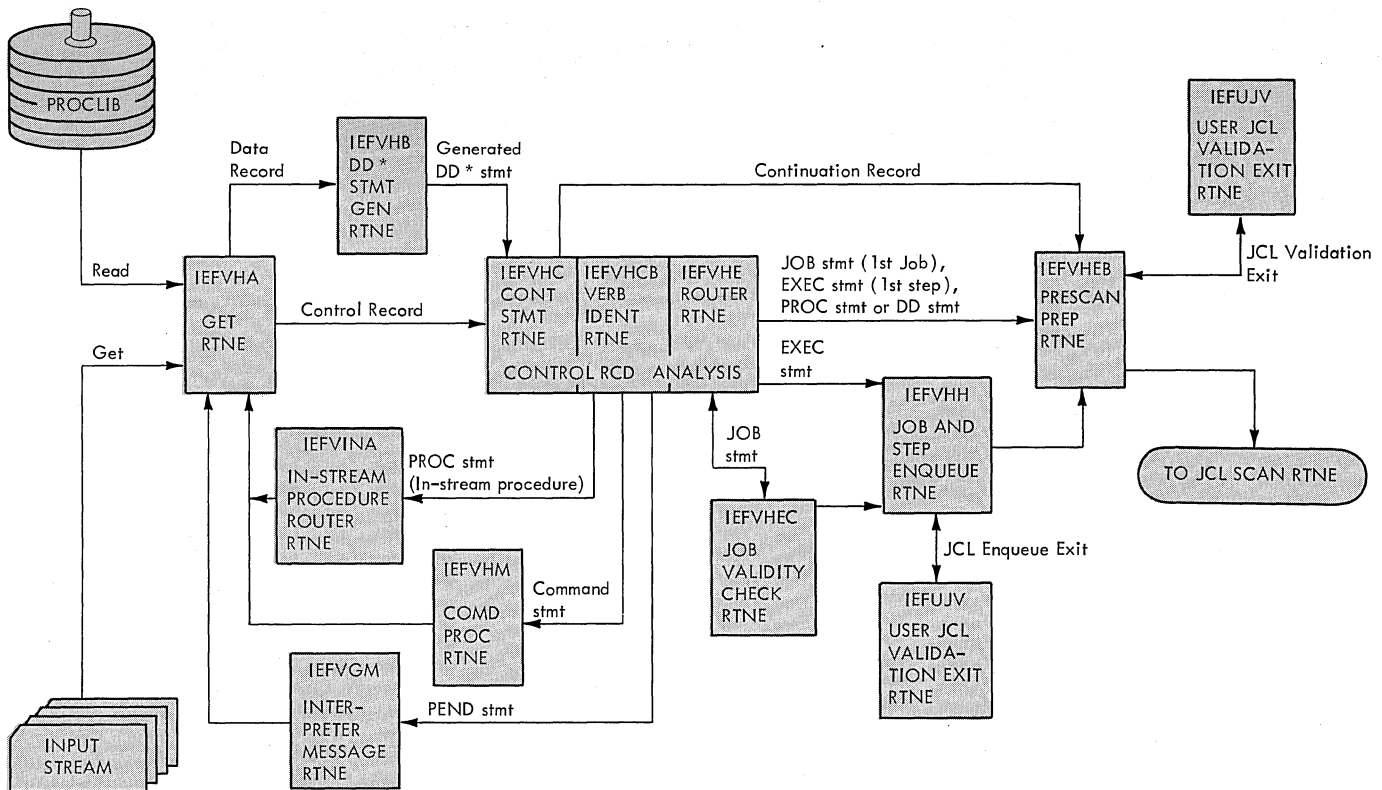 PROCLIB
Read
Get
INPUT
STREAM
Data
Record
IEFVHB
DD *
STMT
GEN
RTNE
Generated
DD * stmt
IEFVHA
GET
RTNE
Control Record
IEFVHC
CONT
STMT
RTNE
IEFVHCB
VERB
IDENT
RTNE
IEFVHE
ROUTER
RTNE
CONTROL RCD ANALYSIS
Continuation Record
JOB stmt (1st Job),
EXEC stmt (1st step),
PROC stmt or DD stmt
EXEC
stmt
IEFUJV
USER JCL
VALIDA-
TION EXIT
RTNE
JCL Validation
Exit
IEFVHEB
PRESCAN
PREP
RTNE
TO JCL SCAN RTNE
IEFVHH
JOB AND
STEP
ENQUEUE
RTNE
JCL Enqueue Exit
IEFUJV
USER JCL
VALIDA-
TION EXIT
RTNE
JOB
stmt
IEFVHEC
JOB
VALIDITY
CHECK
RTNE
IEFVINA
IN-STREAM
PROCEDURE
ROUTER
RTNE
PROC stmt
(In-stream procedure)
IEFVHM
COMD
PROC
RTNE
Command
stmt
IEFVGM
INTER-
PRETER
MESSAGE
RTNE
PEND stmt